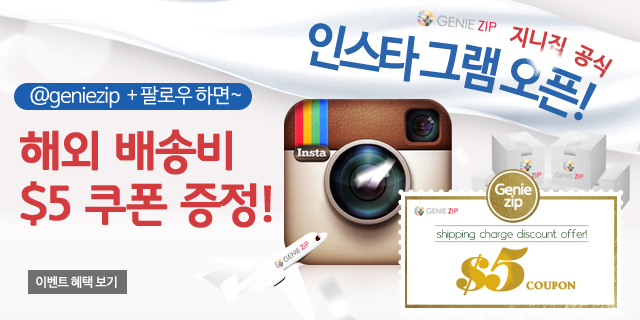 GENIE ZIP
지니집 공식
인스타그램 오픈!
@geniezip + 팔로우 하면~
해외 배송비
$5 쿠폰 증정!
이벤트 혜택 보기
Insta
GENIE ZIP
Genie
zip
GENIE ZIP
shipping charge discount offer!
$5 COUPON